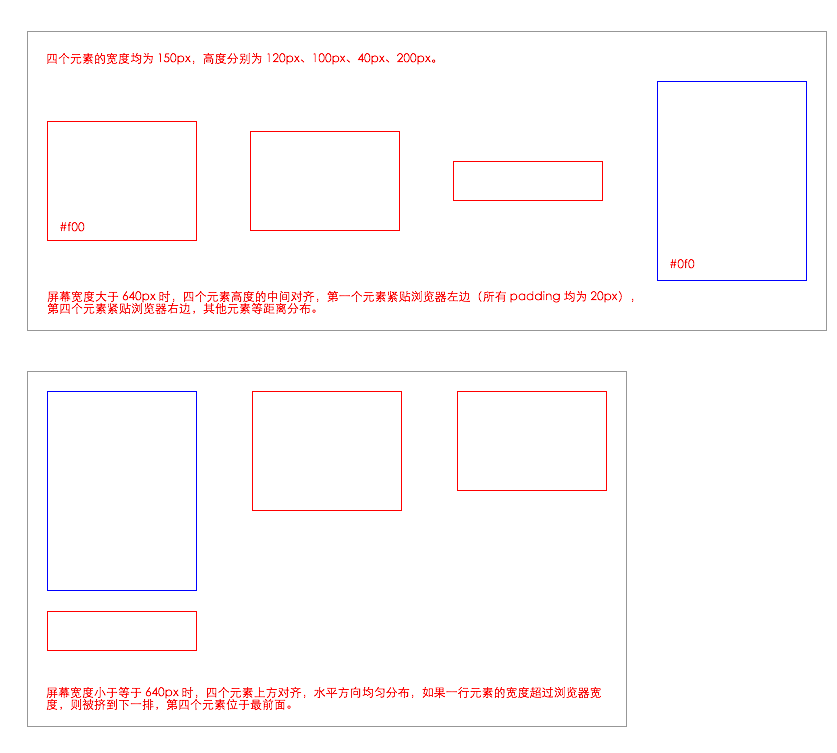 四个元素的宽度均为 150px，高度分别为 120px、100px、40px、200px。
#f00
#0f0
屏幕宽度大于 640px 时，四个元素高度的中间对齐，第一个元素紧贴浏览器左边（所有 padding 均为 20px），
第四个元素紧贴浏览器右边，其他元素等距离分布。
屏幕宽度小于等于 640px 时，四个元素上方对齐，水平方向均匀分布，如果一行元素的宽度超过浏览器宽
度，则被挤到下一排，第四个元素位于最前面。